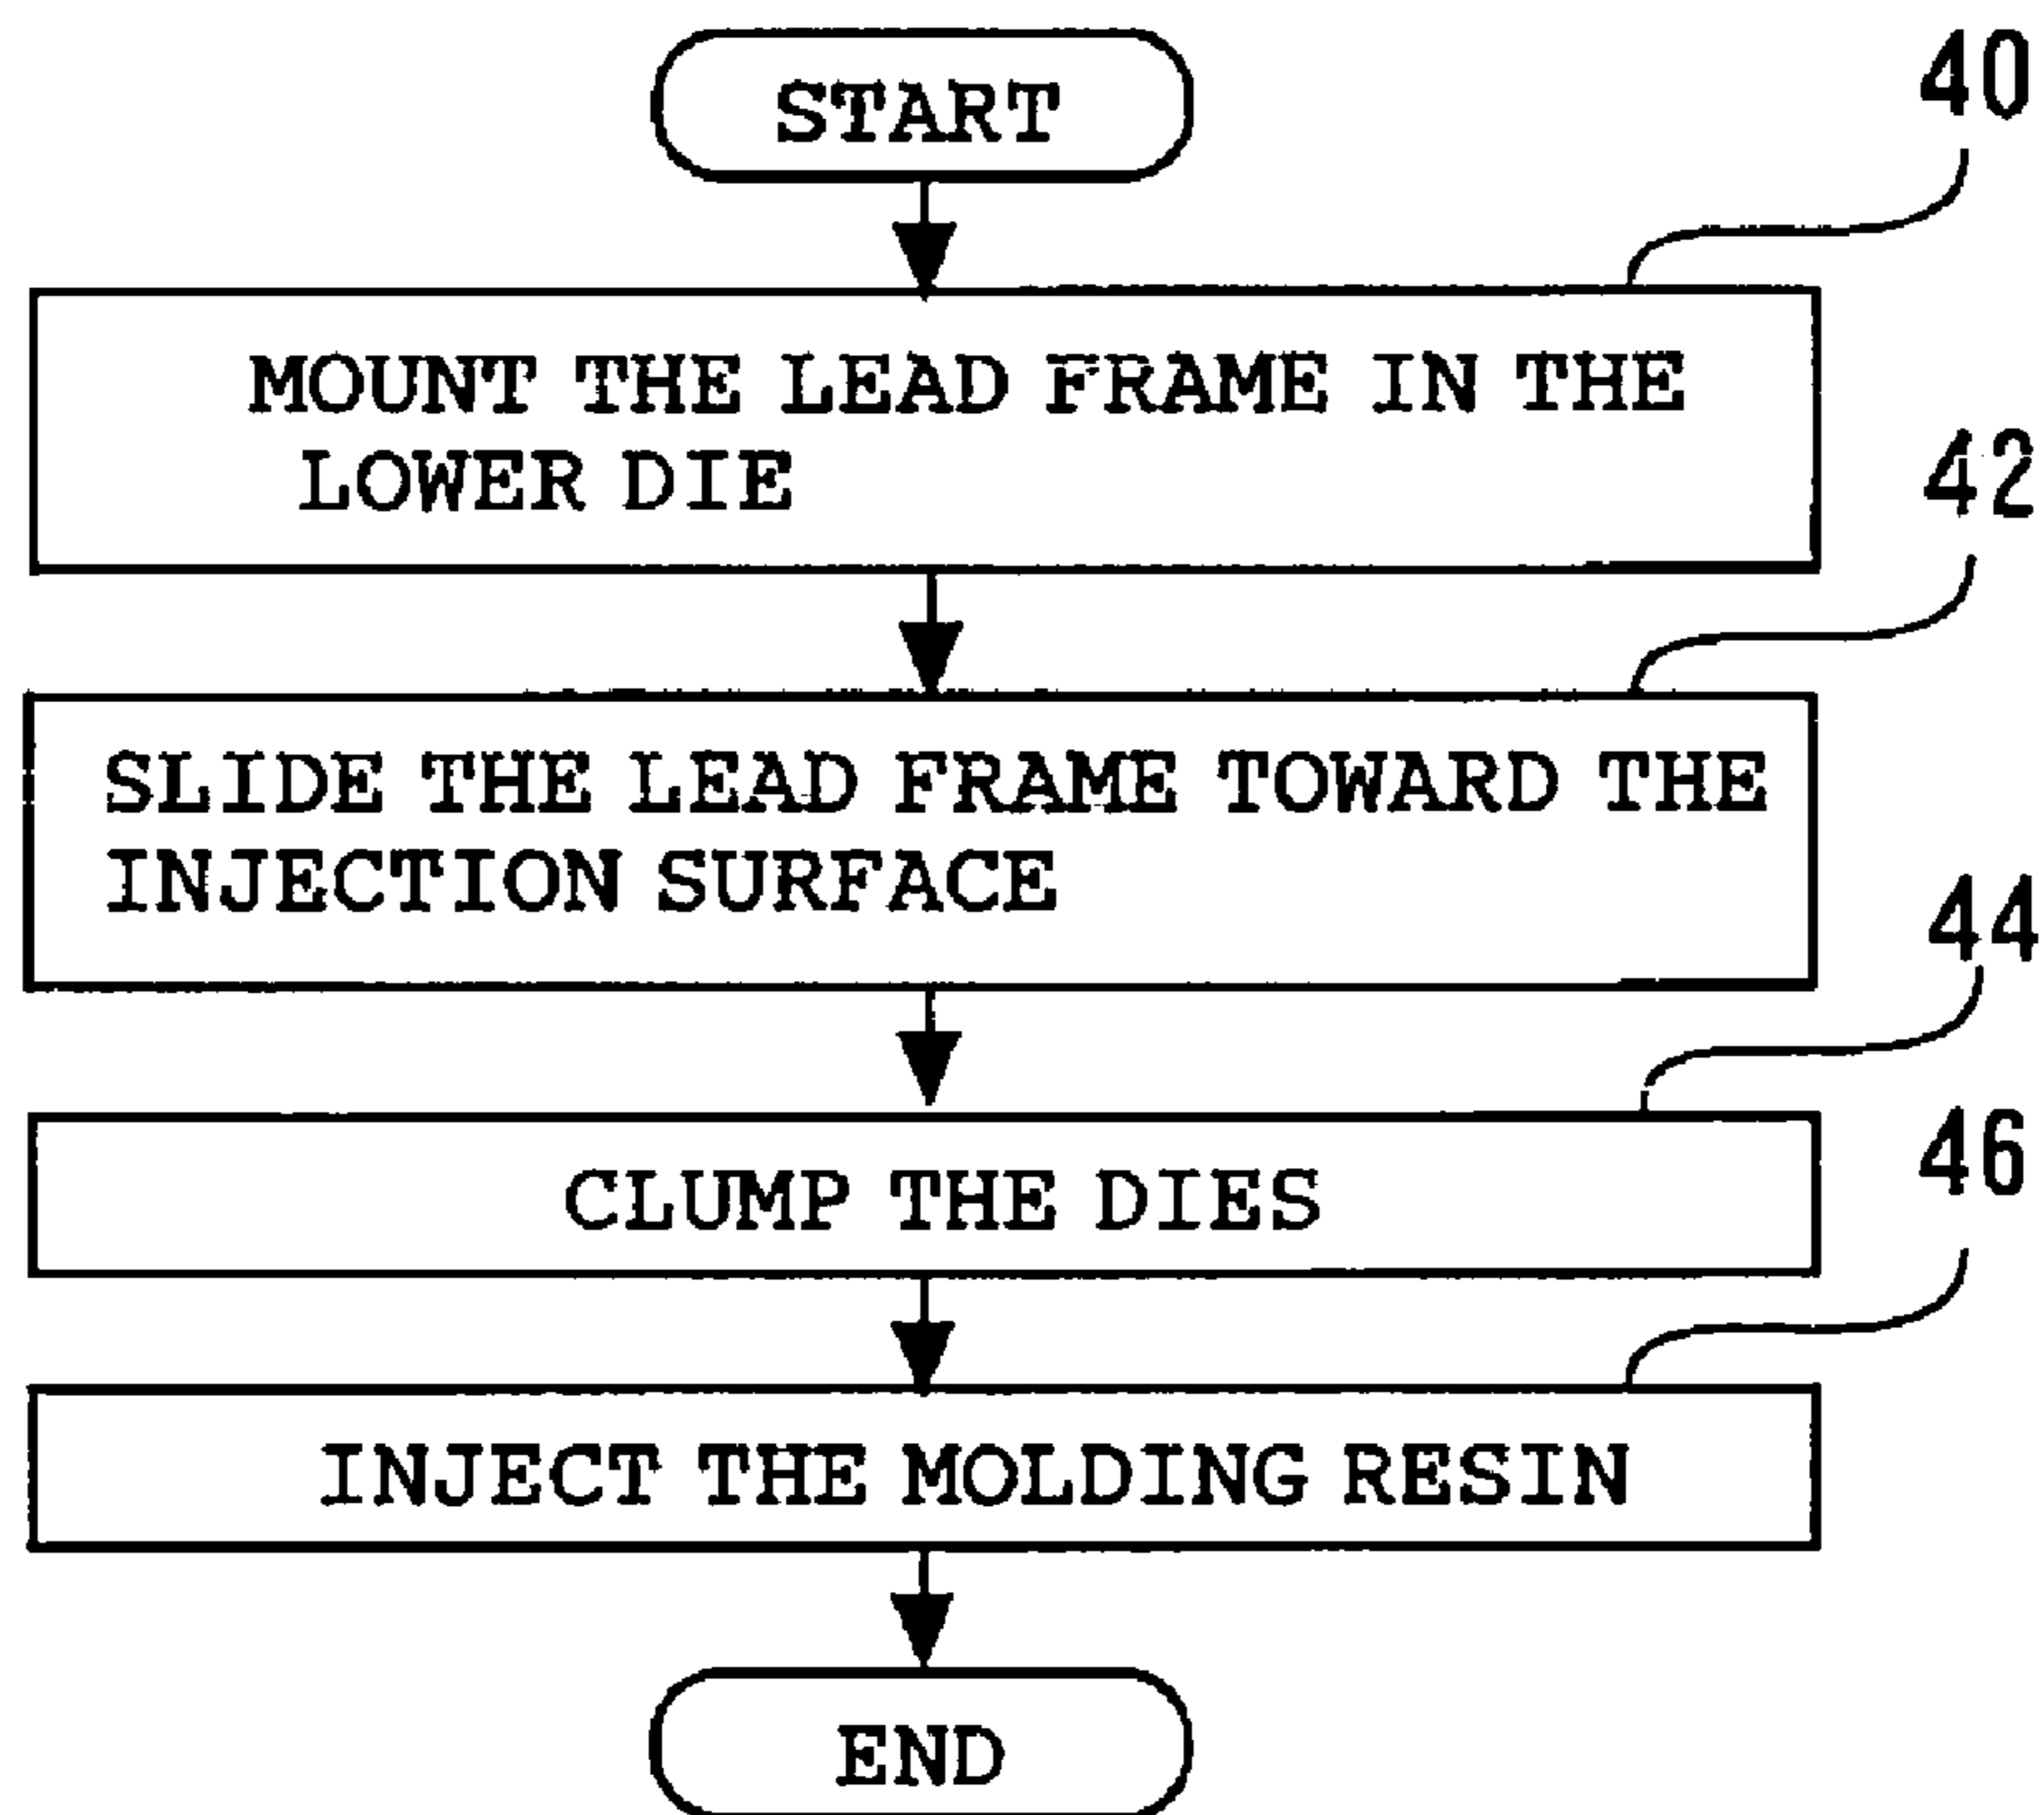 START
40
MOUNT THE LEAD FRAME IN THE
LOWER DIE
42
SLIDE THE LEAD FRAME TOWARD THE
INJECTION SURFACE
44
CLUMP THE DIES
46
INJECT THE MOLDING RESIN
END